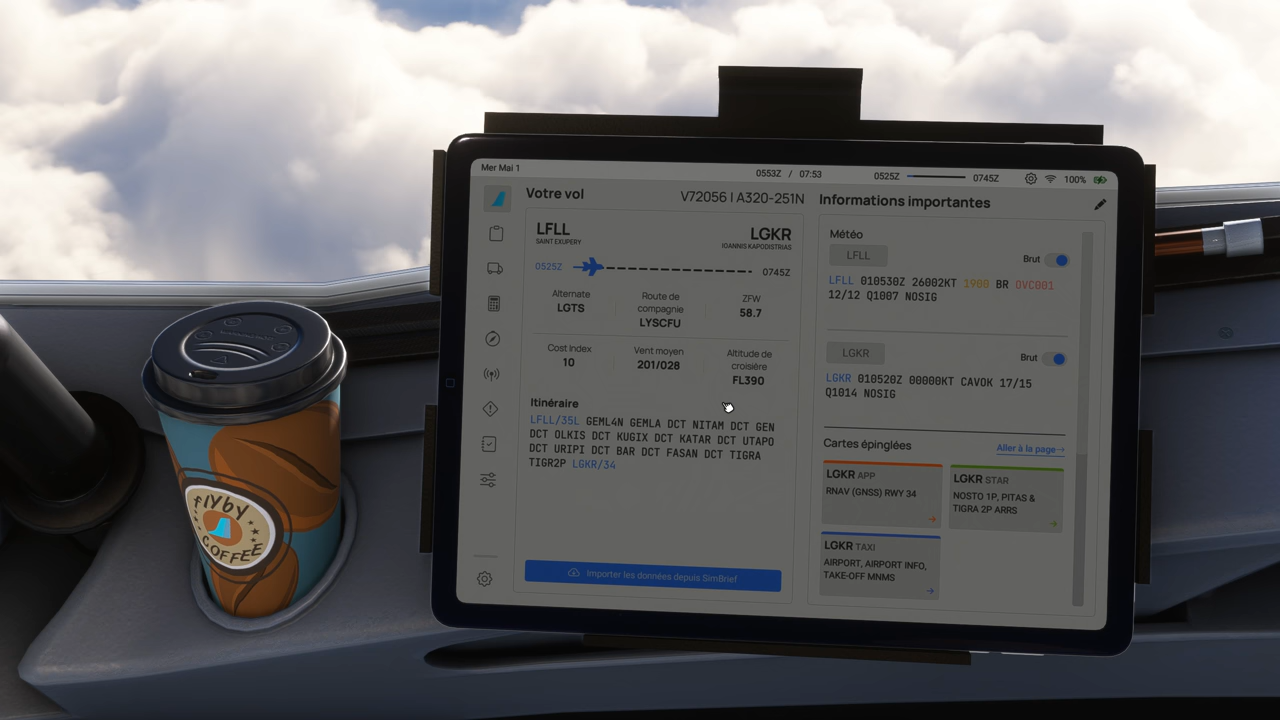 Mer Mai 1
0553Z / 07:53
0525Z
0745Z
100%
Votre vol
V72056 | A320-251N
LFLL
SAINT EXUPERY
LGKR
IOANNIS KAPODISTRIAS
0525Z
0745Z
Alternate
LGTS
Route de
compagnie
LYSCFU
ZFW
58.7
Cost index
10
Vent moyen
201/028
Altitude de
croisière
FL390
Itinéraire
LFLL/35L GEML4N GEMLA DCT NITAM DCT GEN
DCT OLKIS DCT KUGIX DCT KATAR DCT UTAPO
DCT URIPI DCT BAR DCT FASAN DCT TIGRA
TIGR2P LGKR/34
Importer les données depuis SimBrief
Informations importantes
Météo
LFLL
Brut
LFLL 010530Z 26002KT 1900 BR OVC001
12/12 Q1007 NOSIG
LGKR
Brut
LGKR 010520Z 00000KT CAVOK 17/15
Q1014 NOSIG
Cartes épinglées
Aller à la page→
LGKR APP
RNAV (GNSS) RWY 34
LGKR STAR
NOSTO 1P, PITAS &
TIGRA 2P ARRS
LGKR TAXI
AIRPORT, AIRPORT INFO,
TAKE-OFF MNMS
flyby
COFFEE